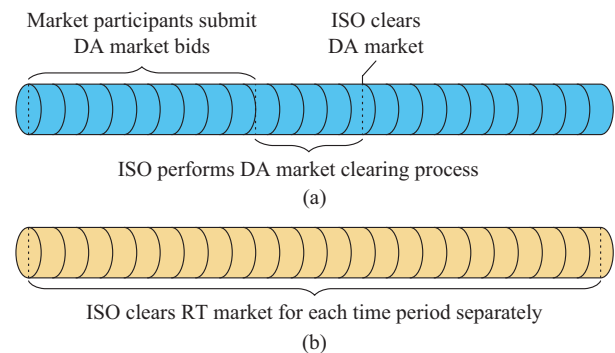 Market participants submit
DA market bids
ISO clears
DA market
ISO performs DA market clearing process
(a)
ISO clears RT market for each time period separately
(b)